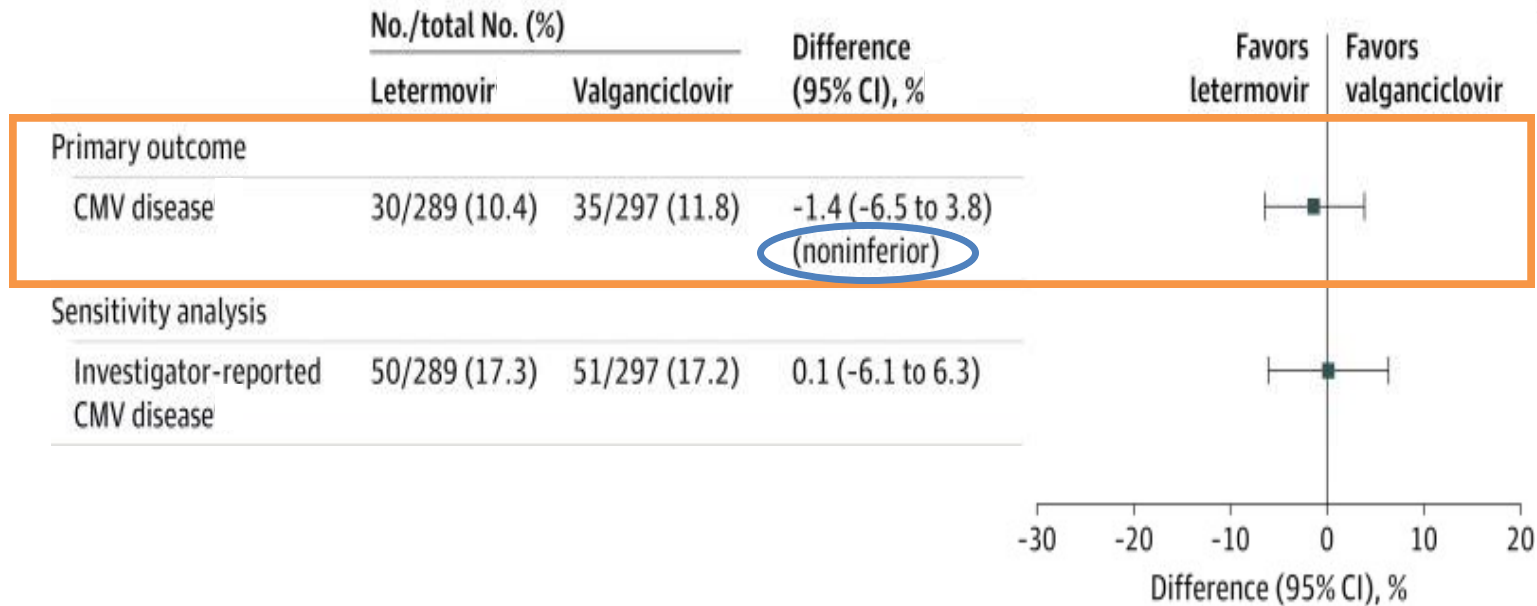 No./total No. (%)
Difference (95% CI), %
Favors letermovir
Favors valganciclovir
Letermovir
Valganciclovir
Primary outcome
CMV disease 30/289 (10.4) 35/297 (11.8) -1.4 (-6.5 to 3.8)
(noninferior)
Sensitivity analysis
Investigator-reported 50/289 (17.3) 51/297 (17.2) 0.1 (-6.1 to 6.3)
CMV disease
-30 -20 -10 0 10 20
Difference (95% CI), %